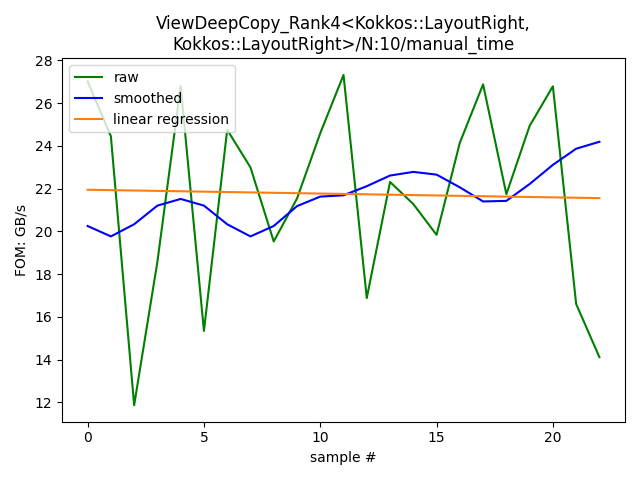 ViewDeepCopy_Rank4<Kokkos::LayoutRight,
Kokkos::LayoutRight>/N:10/manual_time
28
26
24
22
20
18
16
14
12
FOM: GB/s
raw
smoothed
linear regression
0
5
10
15
20
sample #